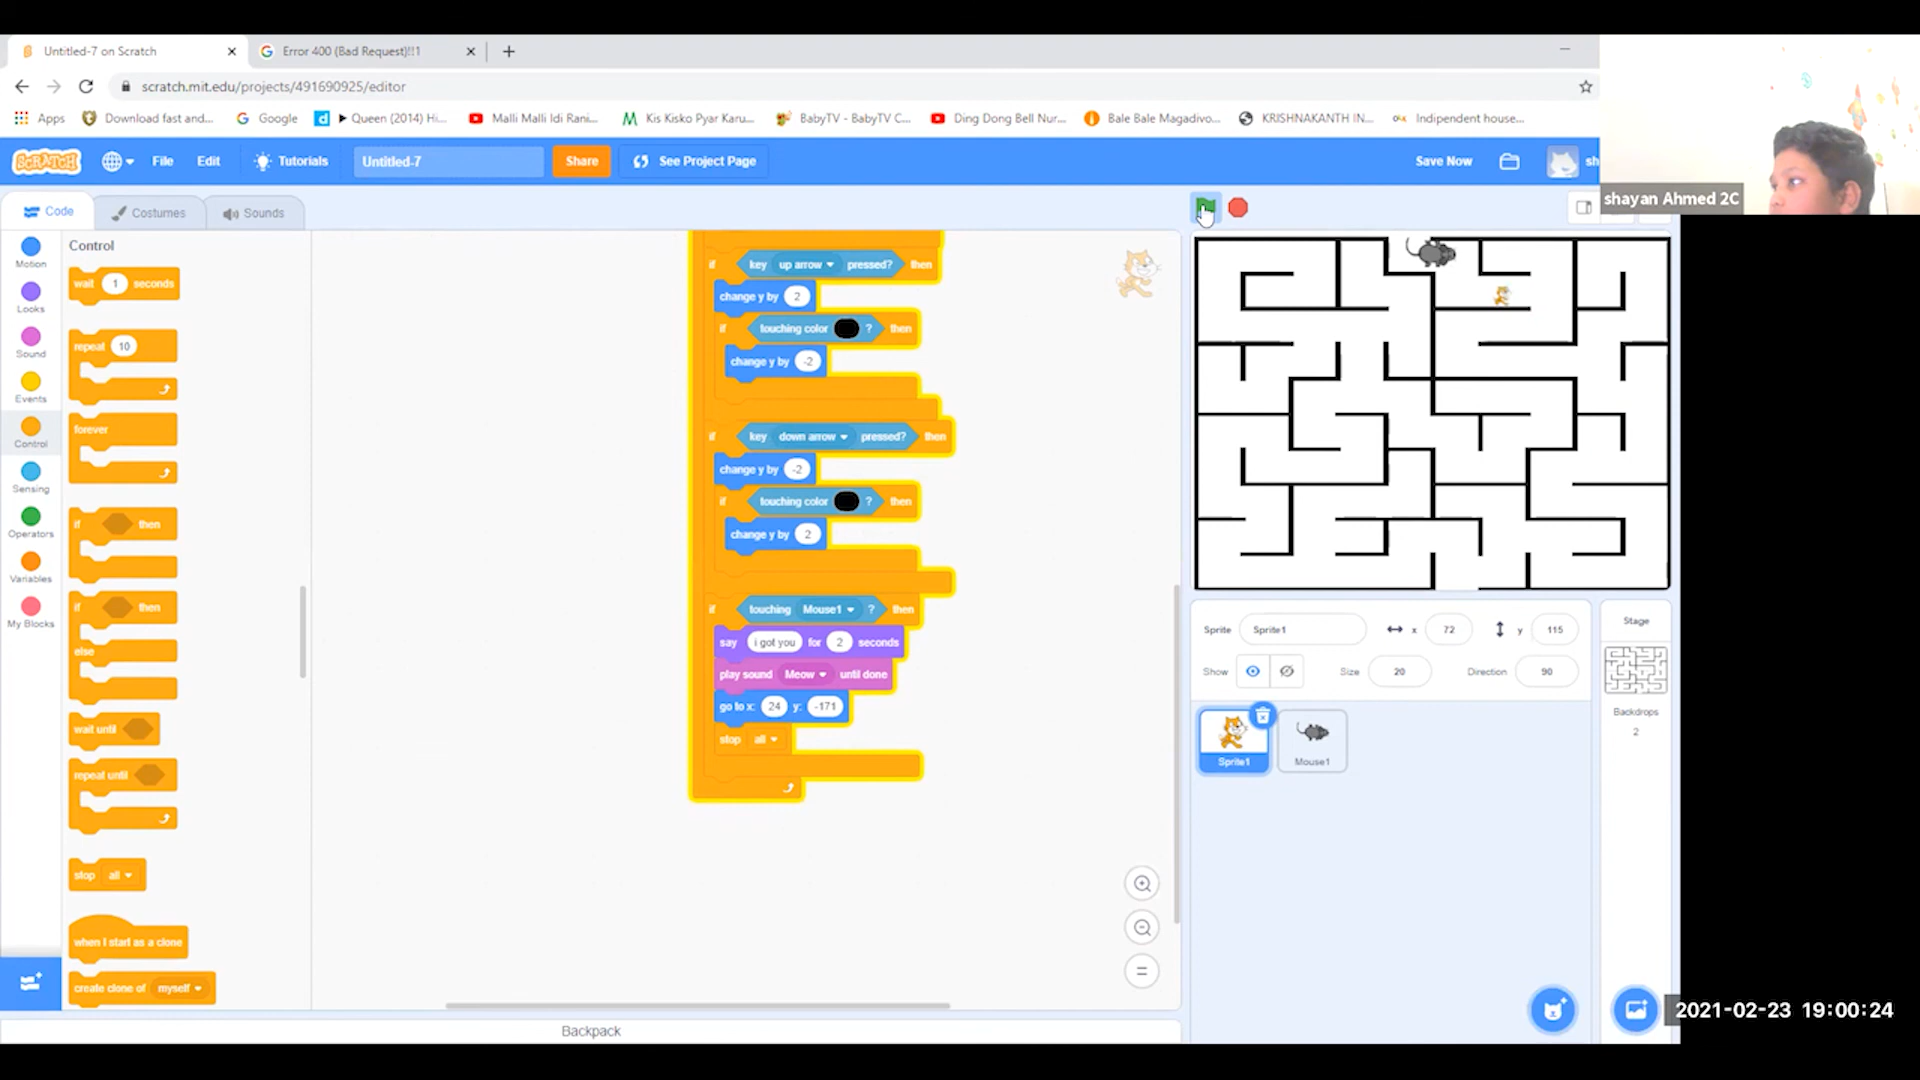 Untitled-7 on Scratch
Error 400 (Bad Request)!!1
scratch.mit.edu/projects/491690925/editor
Apps
Download fast and...
Google
Queen (2014) Hi...
Malli Malli Idi Rani...
Kis Kisko Pyar Karu...
BabyTV - BabyTV C...
Ding Dong Bell Nur...
Bale Bale Magadivo...
KRISHNAKANTH IN...
Indipendent house...
SCRATCH
File
Edit
Tutorials
Untitled-7
Share
See Project Page
Save Now
sh
shayan Ahmed 2C
Code
Costumes
Sounds
Motion
Looks
Sound
Events
Control
Sensing
Operators
Variables
My Blocks
Control
wait 1 seconds
repeat 10
forever
if then
if then
else
wait until
repeat until
stop all
when I start as a clone
create clone of myself
if key up arrow pressed? then
change y by 2
if touching color ? then
change y by -2
if key down arrow pressed? then
change y by -2
if touching color ? then
change y by 2
if touching Mouse1 ? then
say i got you for 2 seconds
play sound Meow until done
go to x: 24 y: -171
stop all
Backpack
Sprite Sprite1 x 72 y 115
Show Size 20 Direction 90
Sprite1
Mouse1
Stage
Backdrops
2
2021-02-23 19:00:24